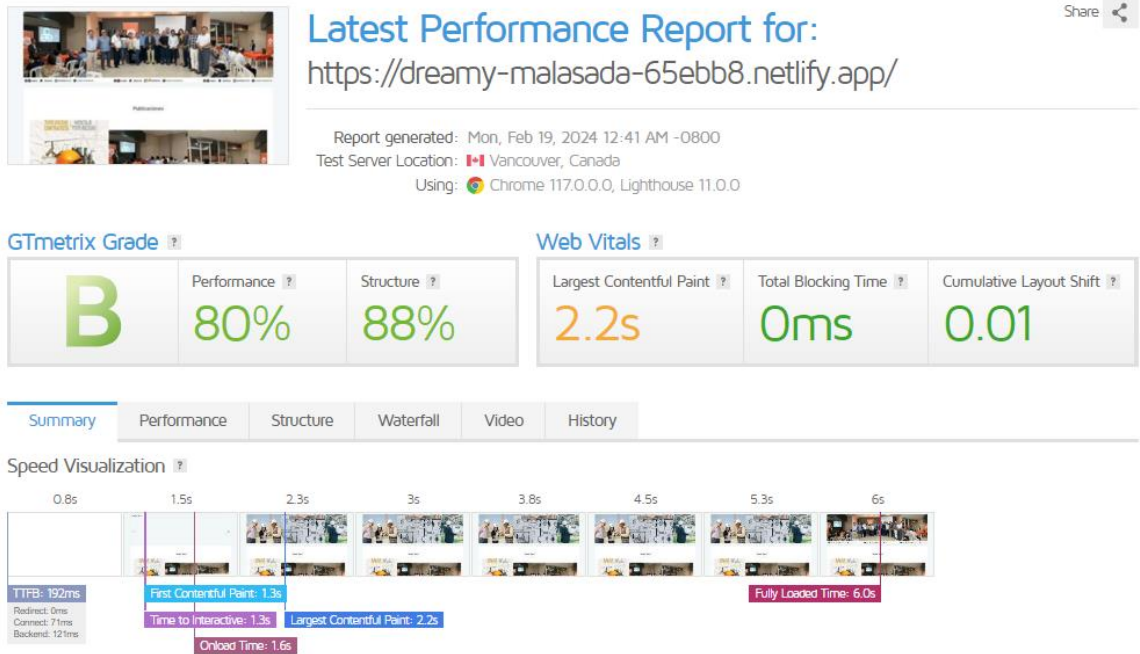 Share
Latest Performance Report for:
https://dreamy-malasada-65ebb8.netlify.app/
Report generated: Mon, Feb 19, 2024 12:41 AM -0800
Test Server Location: Vancouver, Canada
Using: Chrome 117.0.0.0, Lighthouse 11.0.0
Publicaciones
GTmetrix Grade ?
Web Vitals ?
B
Performance ?
80%
Structure ?
88%
Largest Contentful Paint ?
2.2s
Total Blocking Time ?
0ms
Cumulative Layout Shift ?
0.01
Summary Performance Structure Waterfall Video History
Speed Visualization ?
0.8s 1.5s 2.3s 3s 3.8s 4.5s 5.3s 6s
TTFB: 192ms
Redirect: 0ms
Connect: 71ms
Backend: 121ms
First Contentful Paint: 1.3s
Time to Interactive: 1.3s
Largest Contentful Paint: 2.2s
Onload Time: 1.6s
Fully Loaded Time: 6.0s